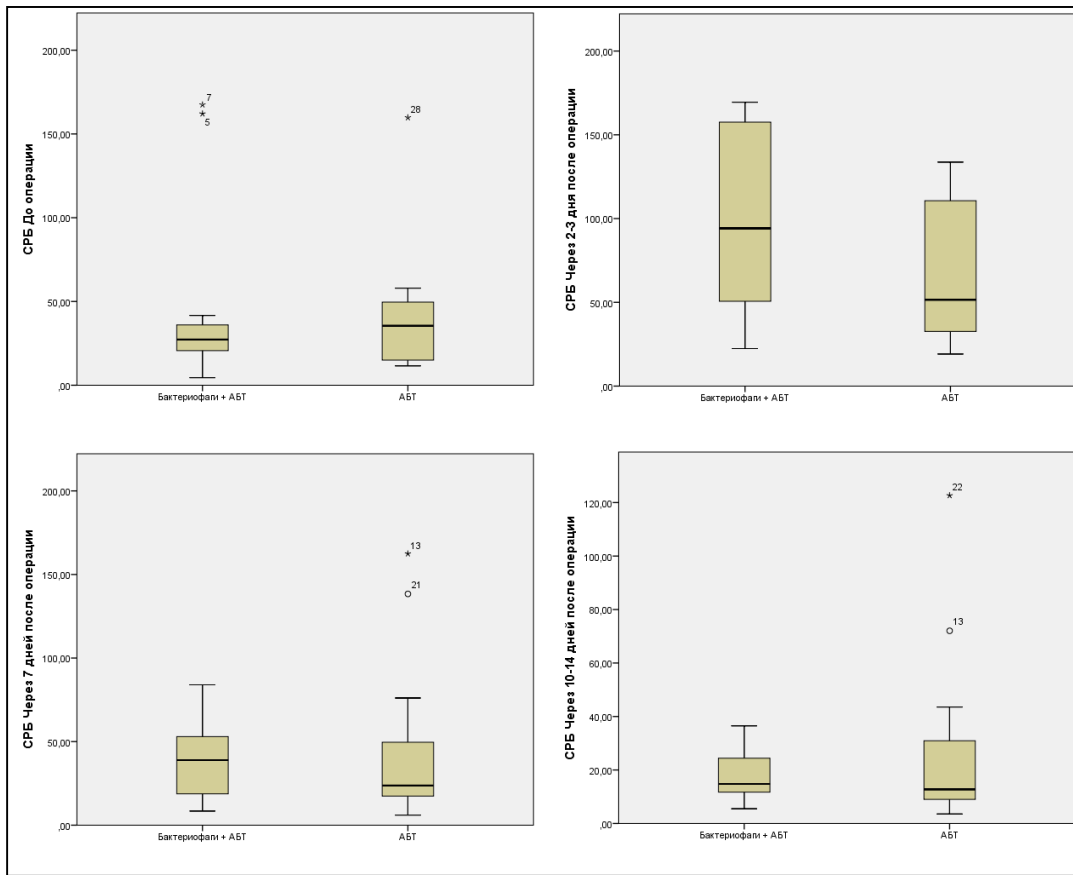 СРБ До операции
200,00
150,00
100,00
50,00
,00
7
5
28
Бактериофаги + АБТ
АБТ
СРБ Через 2-3 дня после операции
200,00
150,00
100,00
50,00
,00
Бактериофаги + АБТ
АБТ
СРБ Через 7 дней после операции
200,00
150,00
100,00
50,00
,00
13
21
Бактериофаги + АБТ
АБТ
СРБ Через 10-14 дней после операции
120,00
100,00
80,00
60,00
40,00
20,00
,00
22
13
Бактериофаги + АБТ
АБТ